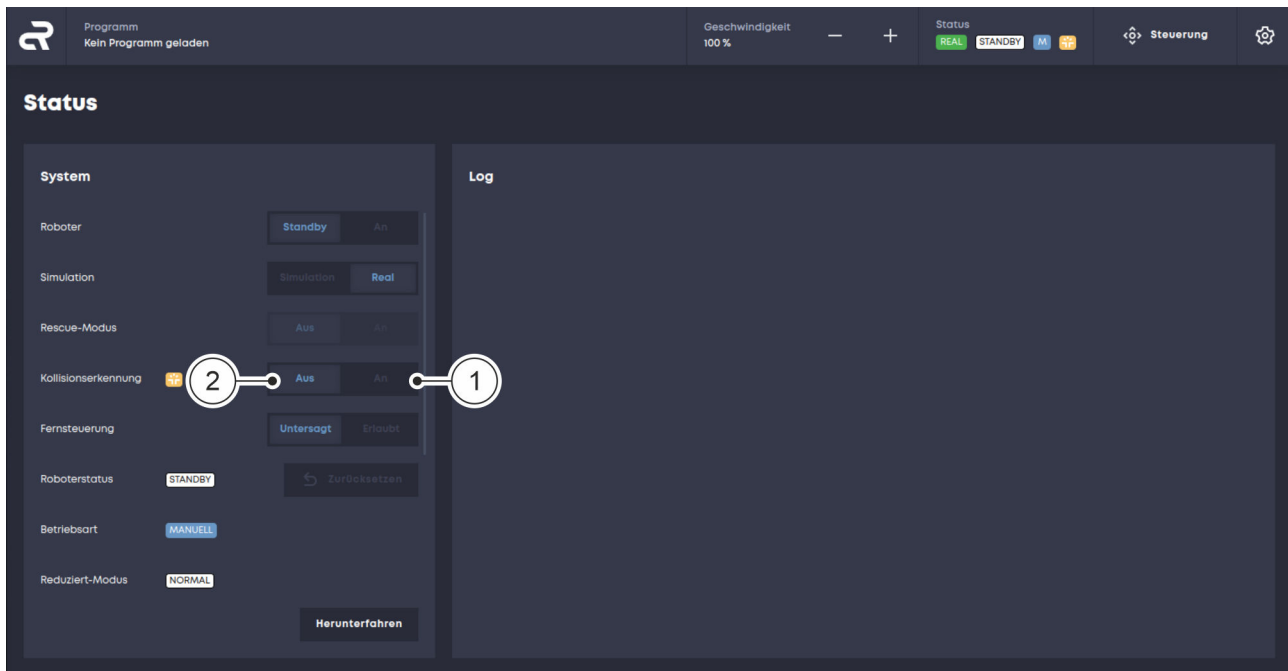 Programm
Kein Programm geladen
Geschwindigkeit
100 %
Status
REAL STANDBY M
Steuerung
Status
System
Roboter Standby An
Simulation Simulation Real
Rescue-Modus Aus An
Kollisionserkennung 2 Aus An 1
Fernsteuerung Untersagt Erlaubt
Roboterstatus STANDBY Zurücksetzen
Betriebsart MANUELL
Reduziert-Modus NORMAL
Herunterfahren
Log